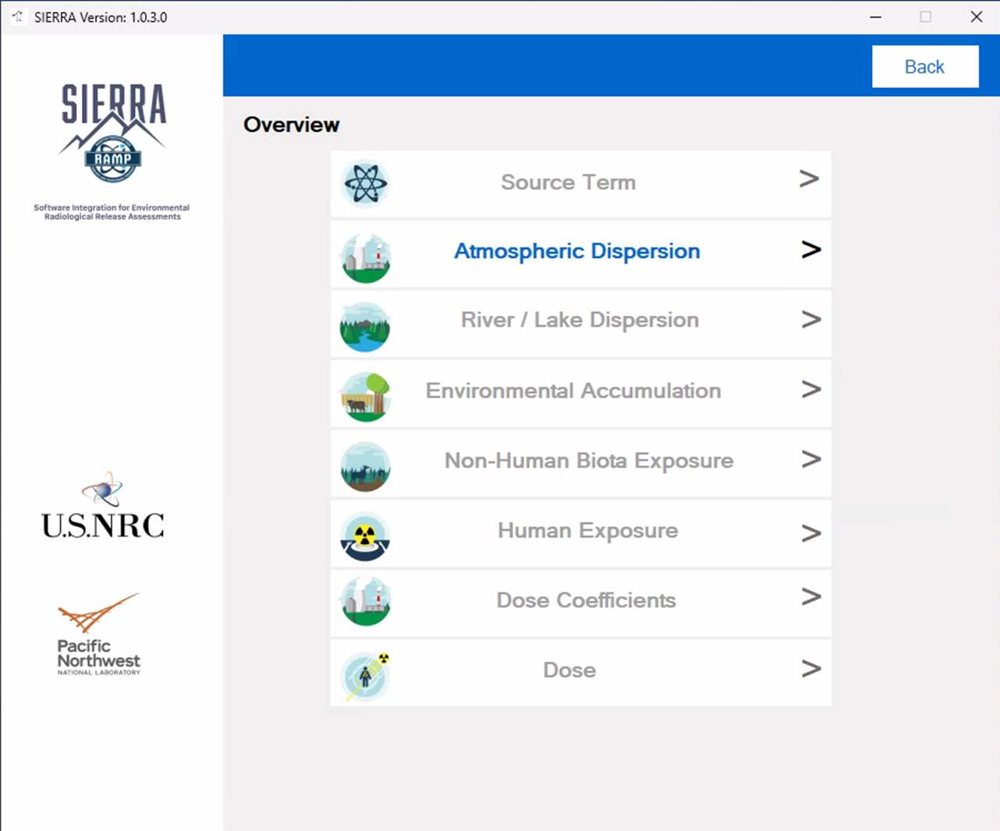 SIERRA Version: 1.0.3.0
Back
SIERRA
RAMP
Software Integration for Environmental
Radiological Release Assessments
Overview
Source Term >
Atmospheric Dispersion >
River / Lake Dispersion >
Environmental Accumulation >
Non-Human Biota Exposure >
Human Exposure >
Dose Coefficients >
Dose >
U.S.NRC
Pacific
Northwest
NATIONAL LABORATORY